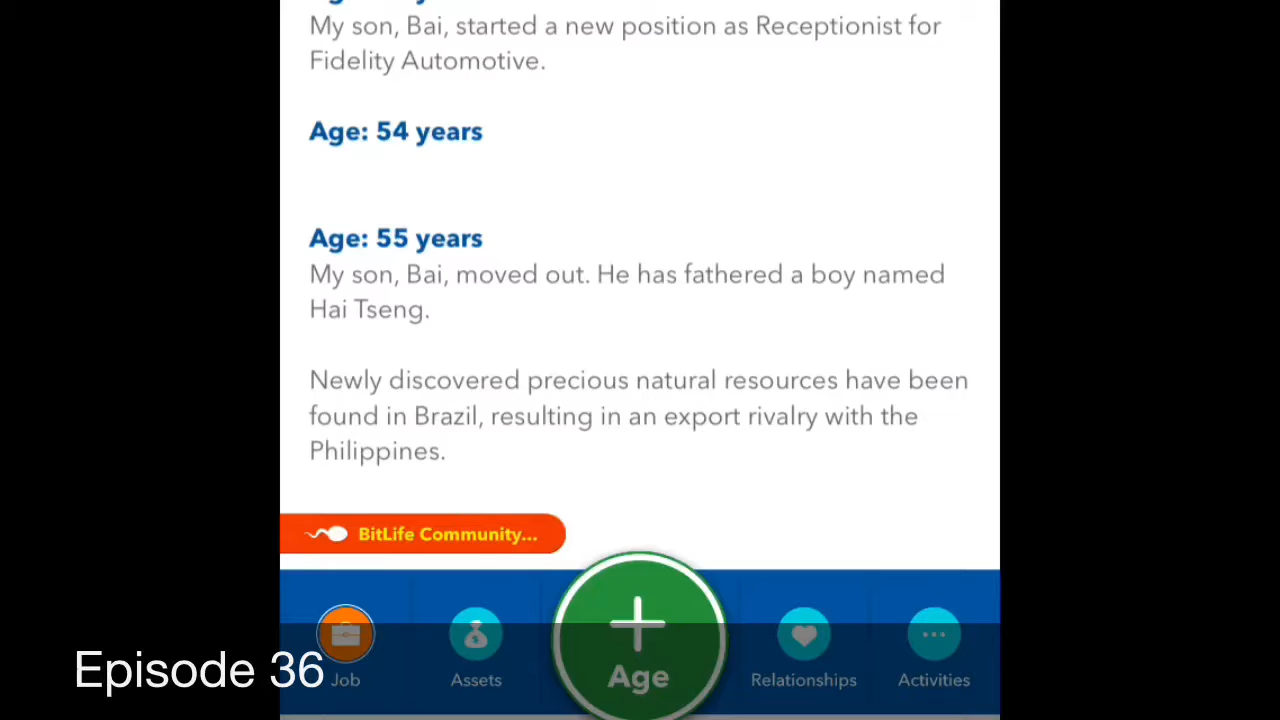 My son, Bai, started a new position as Receptionist for
Fidelity Automotive.
Age: 54 years
Age: 55 years
My son, Bai, moved out. He has fathered a boy named
Hai Tseng.
Newly discovered precious natural resources have been
found in Brazil, resulting in an export rivalry with the
Philippines.
BitLife Community...
Job
Assets
Age
Relationships
Activities
Episode 36